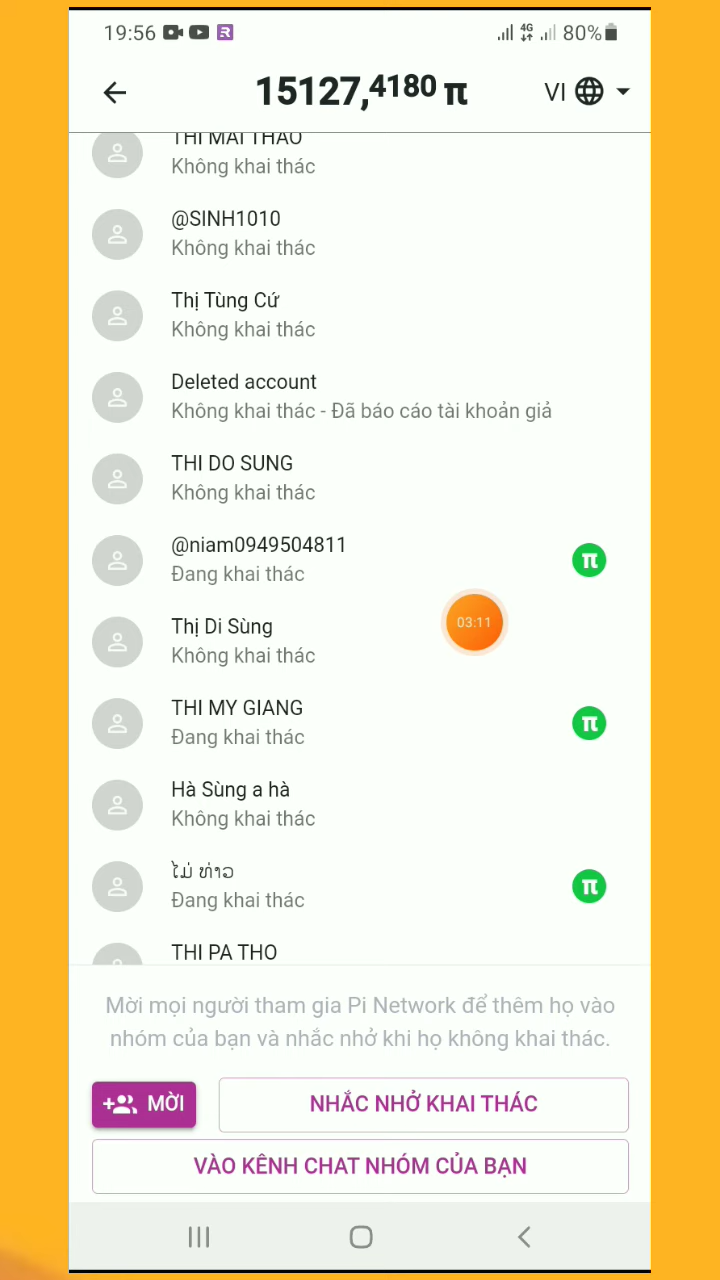 19:56 4G 80%
15127,4180 π VI
THI MAI THAO
Không khai thác
@SINH1010
Không khai thác
Thị Tùng Cứ
Không khai thác
Deleted account
Không khai thác - Đã báo cáo tài khoản giả
THI DO SUNG
Không khai thác
@niam0949504811
Đang khai thác
π
03:11
Thị Di Sùng
Không khai thác
THI MY GIANG
Đang khai thác
π
Hà Sùng a hà
Không khai thác
ໄມ່ ທ່າວ
Đang khai thác
π
THI PA THO
Mời mọi người tham gia Pi Network để thêm họ vào
nhóm của bạn và nhắc nhở khi họ không khai thác.
MỜI
NHẮC NHỞ KHAI THÁC
VÀO KÊNH CHAT NHÓM CỦA BẠN